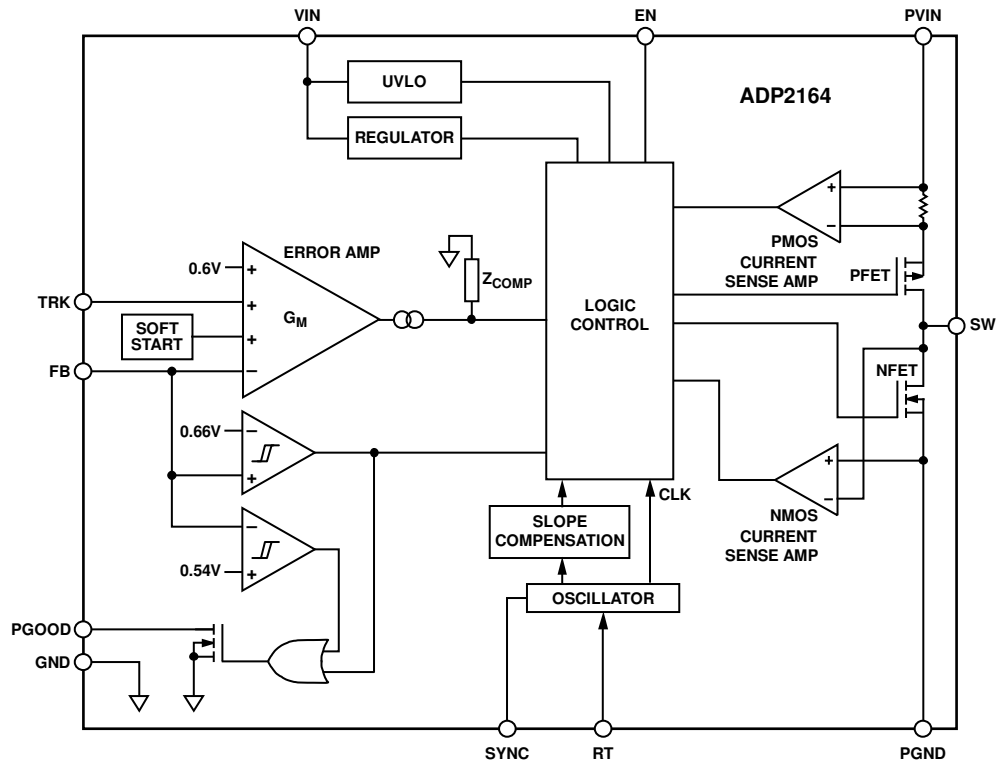 VIN
EN
PVIN
UVLO
ADP2164
REGULATOR
+
−
PMOS
CURRENT
SENSE AMP
ERROR AMP
0.6V
+
ZCOMP
PFET
TRK
+
GM
LOGIC
CONTROL
SOFT
START
+
SW
FB
−
NFET
0.66V
−
+
+
−
CLK
NMOS
CURRENT
SENSE AMP
SLOPE
COMPENSATION
−
0.54V
+
OSCILLATOR
PGOOD
GND
SYNC
RT
PGND